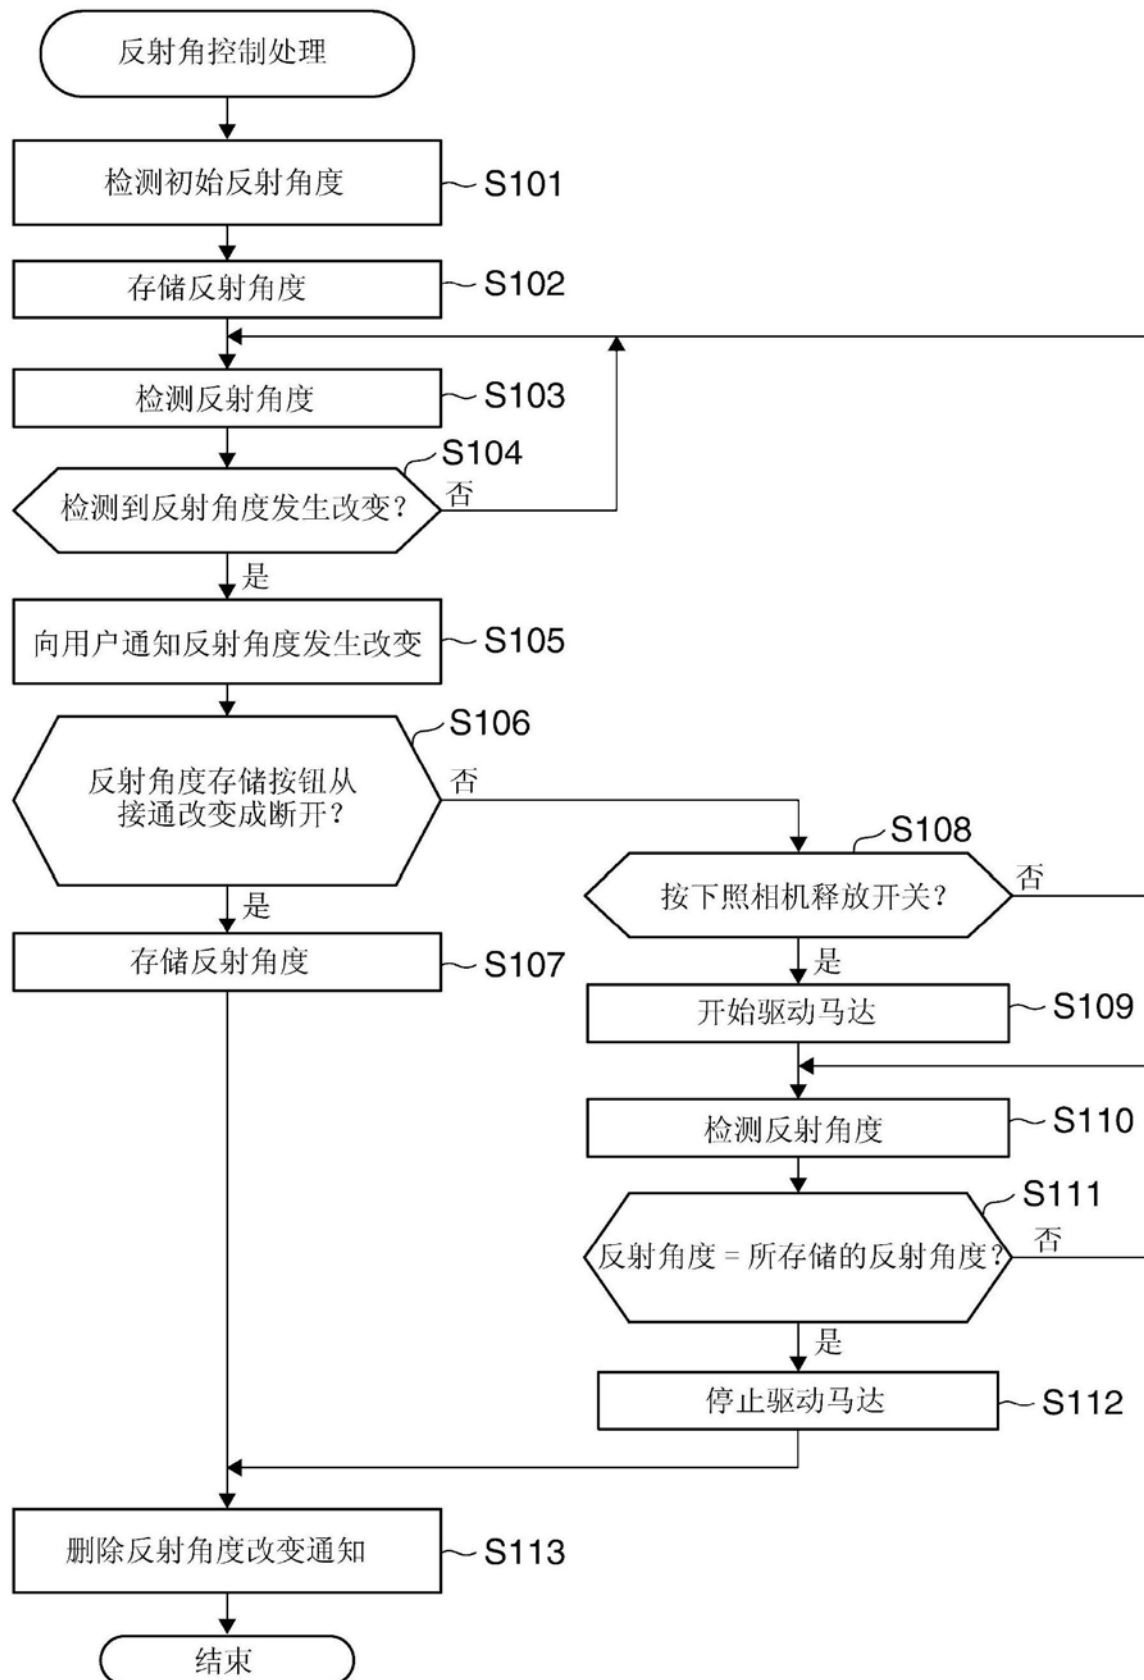 反射角控制处理
检测初始反射角度
S101
存储反射角度
S102
检测反射角度
S103
S104
检测到反射角度发生改变?
否
是
向用户通知反射角度发生改变
S105
S106
反射角度存储按钮从
接通改变成断开?
否
是
存储反射角度
S107
S108
按下照相机释放开关?
否
是
开始驱动马达
S109
检测反射角度
S110
S111
反射角度 = 所存储的反射角度?
否
是
停止驱动马达
S112
删除反射角度改变通知
S113
结束